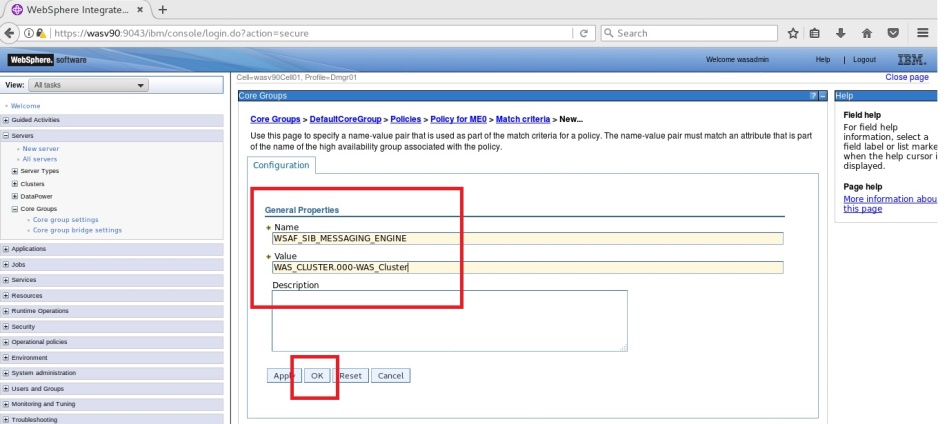 WebSphere Integrate...
https://wasv90:9043/ibm/console/login.do?action=secure
Search
WebSphere. software
Welcome wasadmin
Help | Logout
IBM.
View: All tasks
Cell=wasv90Cell01, Profile=Dmgr01
Close page
Welcome
Guided Activities
Servers
New server
All servers
Server Types
Clusters
DataPower
Core Groups
Core group settings
Core group bridge settings
Applications
Jobs
Services
Resources
Runtime Operations
Security
Operational policies
Environment
System administration
Users and Groups
Monitoring and Tuning
Troubleshooting
Core Groups
? -
Core Groups > DefaultCoreGroup > Policies > Policy for ME0 > Match criteria > New...
Use this page to specify a name-value pair that is used as part of the match criteria for a policy. The name-value pair must match an attribute that is part
of the name of the high availability group associated with the policy.
Configuration
General Properties
* Name
WSAF_SIB_MESSAGING_ENGINE
* Value
WAS_CLUSTER.000-WAS_Cluster
Description
Apply OK Reset Cancel
Help
Field help
For field help
information, select a
field label or list marke
when the help cursor i
displayed.
Page help
More information abou
this page